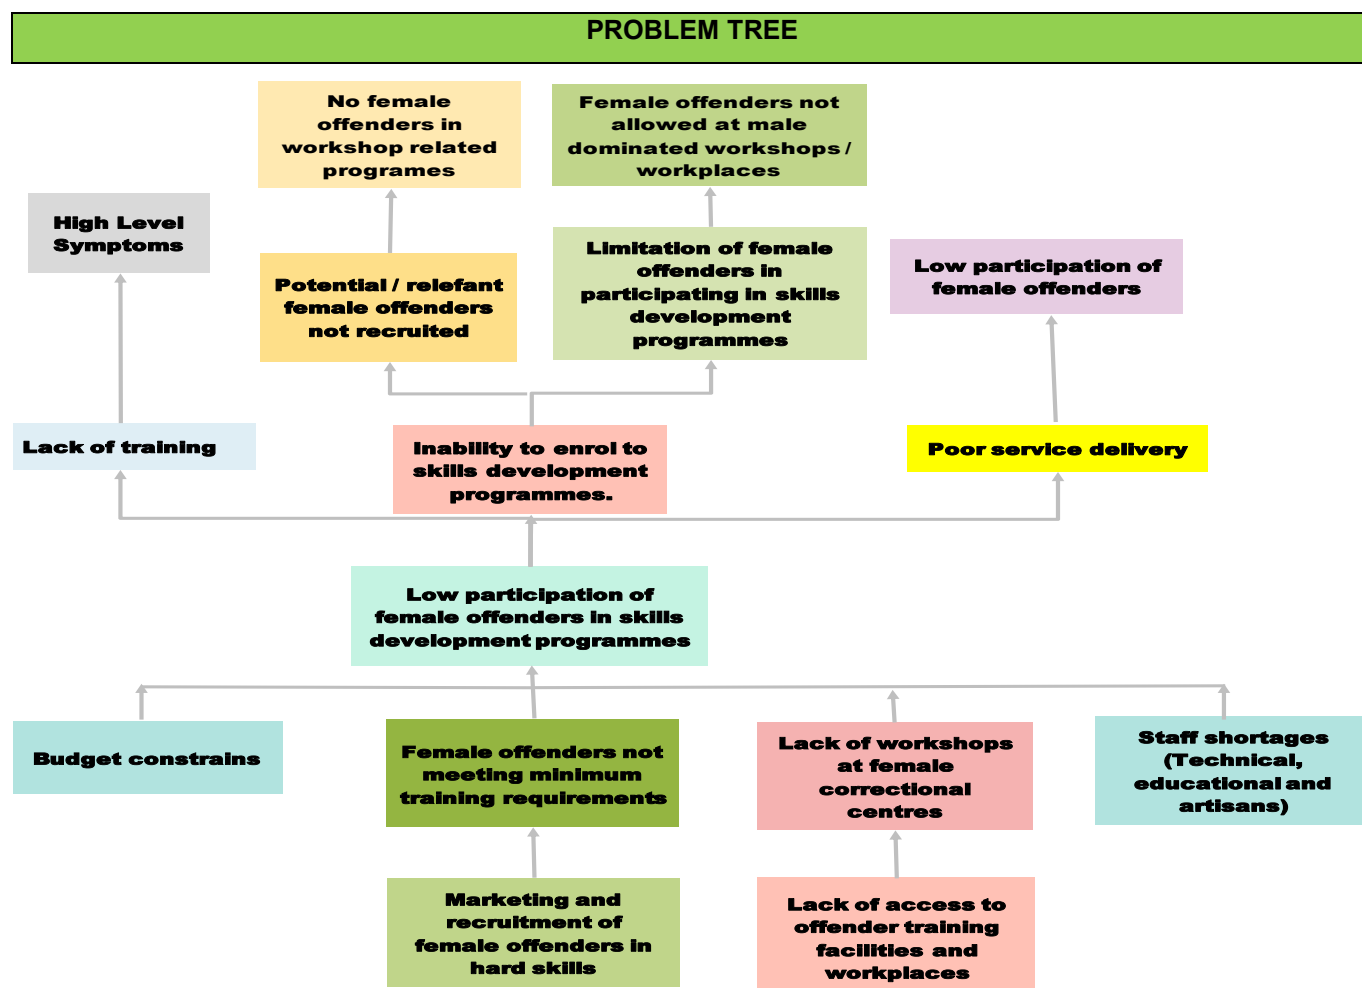 PROBLEM TREE
No female
offenders in
workshop related
programes
Female offenders not
allowed at male
dominated workshops /
workplaces
High Level
Symptoms
Potential / relefant
female offenders
not recruited
Limitation of female
offenders in
participating in skills
development
programmes
Low participation of
female offenders
Lack of training
Inability to enrol to
skills development
programmes.
Poor service delivery
Low participation of
female offenders in skills
development programmes
Budget constrains
Female offenders not
meeting minimum
training requirements
Lack of workshops
at female
correctional
centres
Staff shortages
(Technical,
educational and
artisans)
Marketing and
recruitment of
female offenders in
hard skills
Lack of access to
offender training
facilities and
workplaces